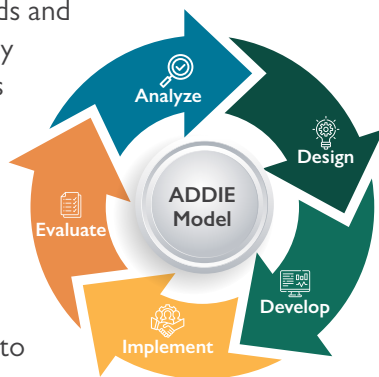 ds and
y
s
Analyze
Design
ADDIE
Model
Evaluate
Develop
Implement
to